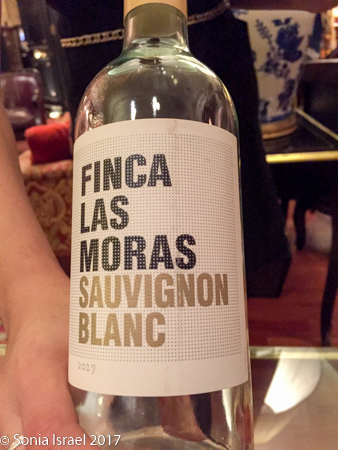 FINCA
LAS
MORAS
SAUVIGNON
BLANC
2017
© Sonia Israel 2017